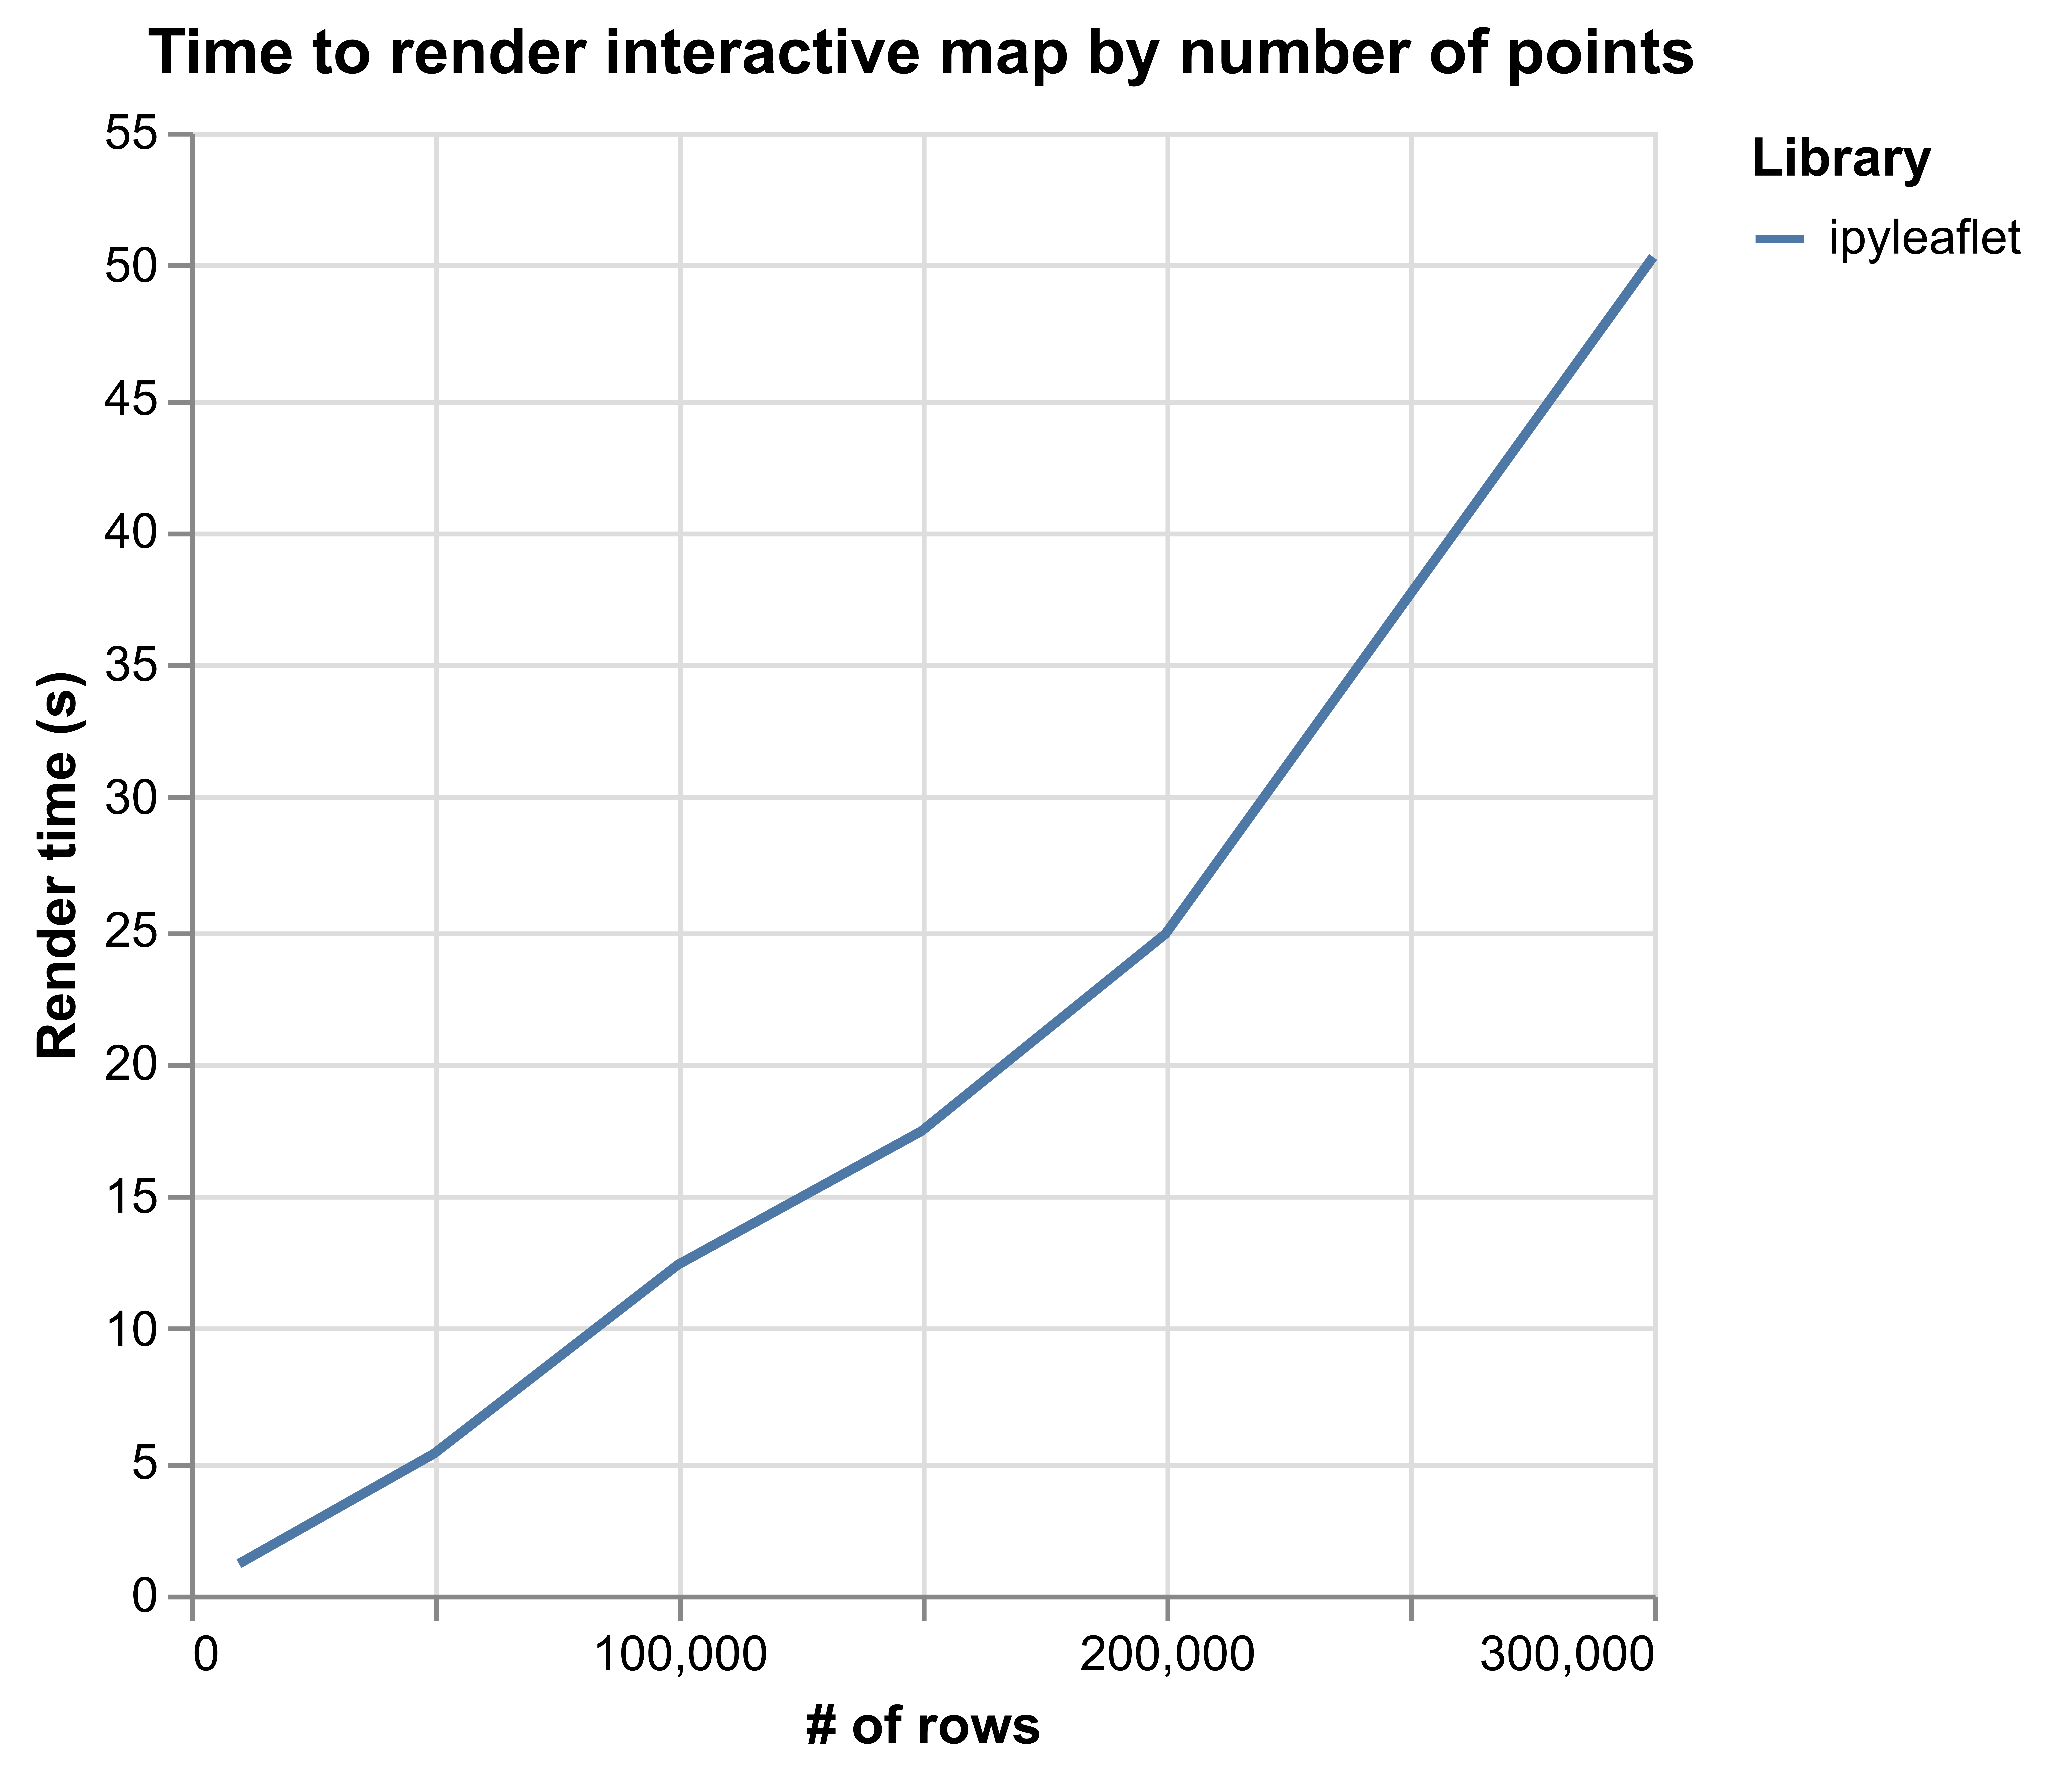 Time to render interactive map by number of points
55
50
45
40
35
30
25
20
15
10
5
0
Render time (s)
0 100,000 200,000 300,000
# of rows
Library
ipyleaflet